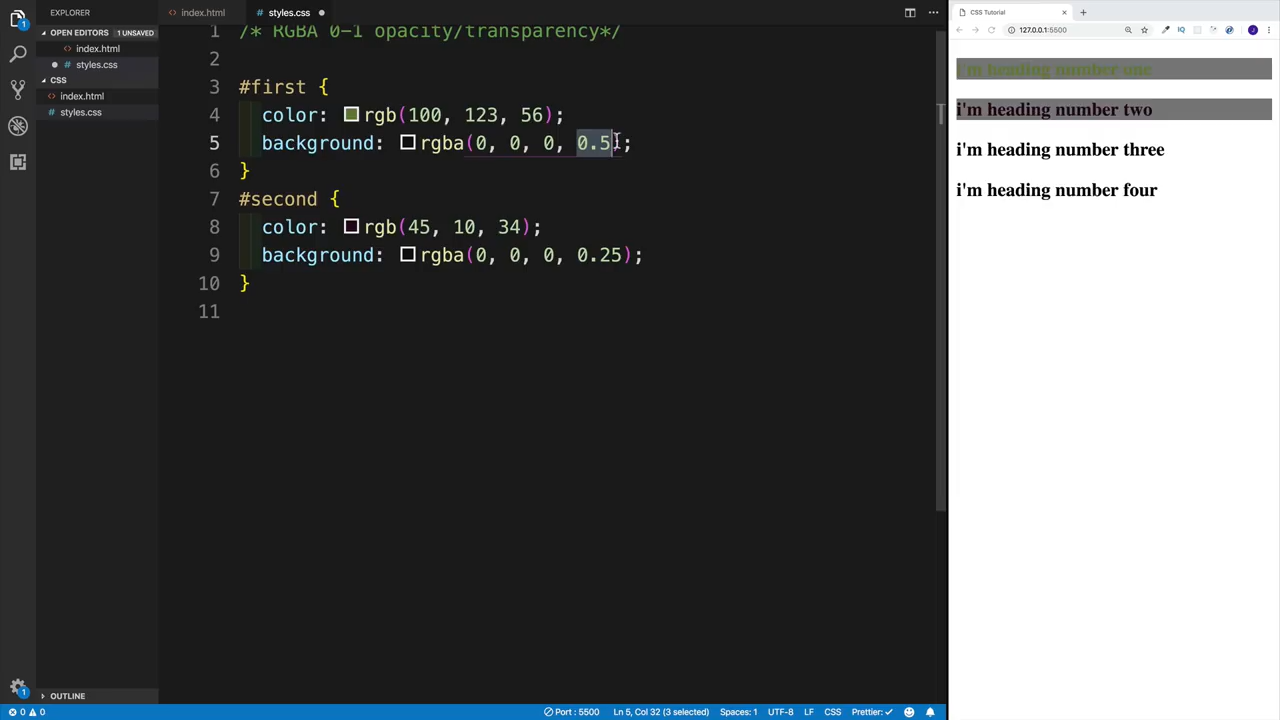 EXPLORER
OPEN EDITORS 1 UNSAVED
index.html
styles.css
CSS
index.html
styles.css
OUTLINE
1
1
index.html
styles.css
1 /* RGBA 0-1 opacity/transparency*/
2
3 #first {
4 color: rgb(100, 123, 56);
5 background: rgba(0, 0, 0, 0.5);
6 }
7 #second {
8 color: rgb(45, 10, 34);
9 background: rgba(0, 0, 0, 0.25);
10 }
11
0 0
Port : 5500
Ln 5, Col 32 (3 selected)
Spaces: 1
UTF-8
LF
CSS
Prettier: ✓
CSS Tutorial
127.0.0.1:5500
IQ
J
i'm heading number one
i'm heading number two
i'm heading number three
i'm heading number four